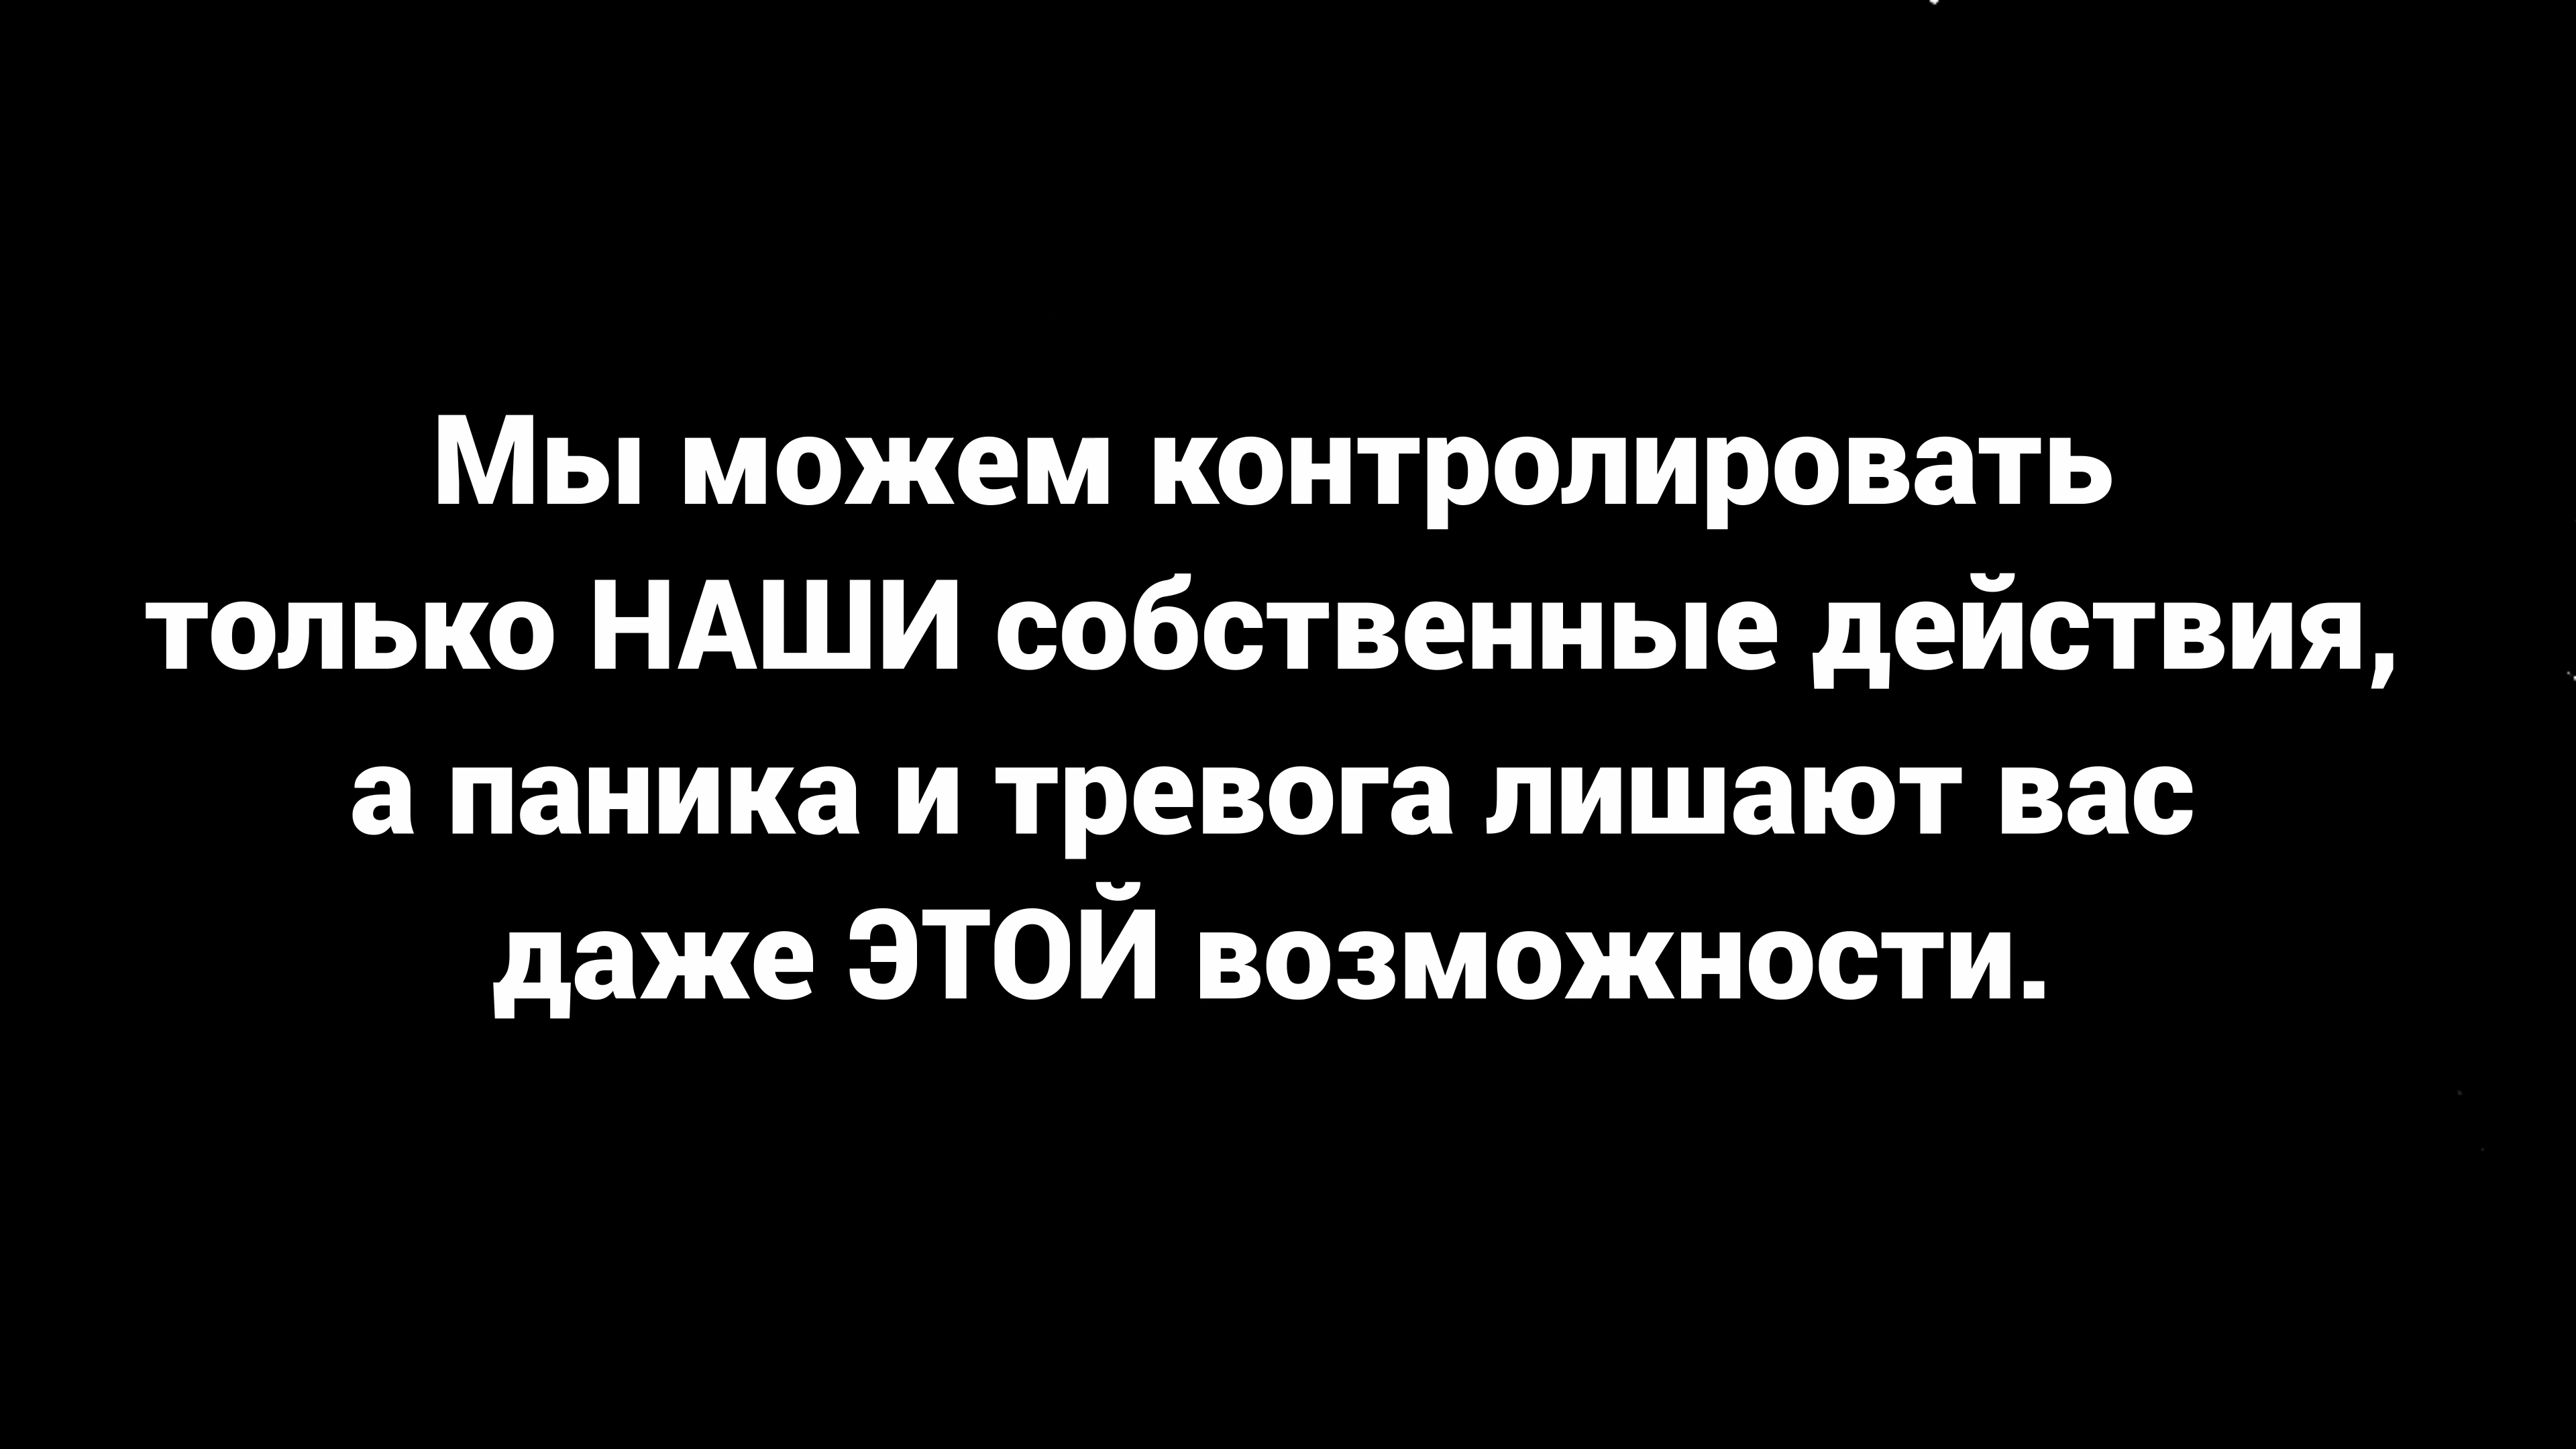 Мы можем контролировать
только НАШИ собственные действия,
а паника и тревога лишают вас
даже ЭТОЙ возможности.